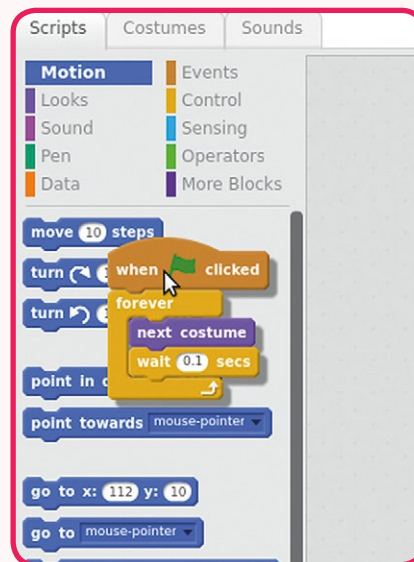 Scripts Costumes Sounds
Motion Events
Looks Control
Sound Sensing
Pen Operators
Data More Blocks
move 10 steps
turn
when clicked
forever
turn
next costume
wait 0.1 secs
point in
point towards mouse-pointer
go to x: 112 y: 10
go to mouse-pointer